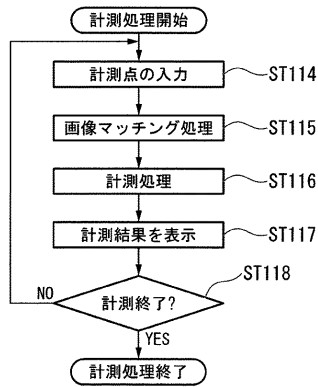 計測処理開始
計測点の入力
ST114
画像マッチング処理
ST115
計測処理
ST116
計測結果を表示
ST117
ST118
計測終了?
NO
YES
計測処理終了